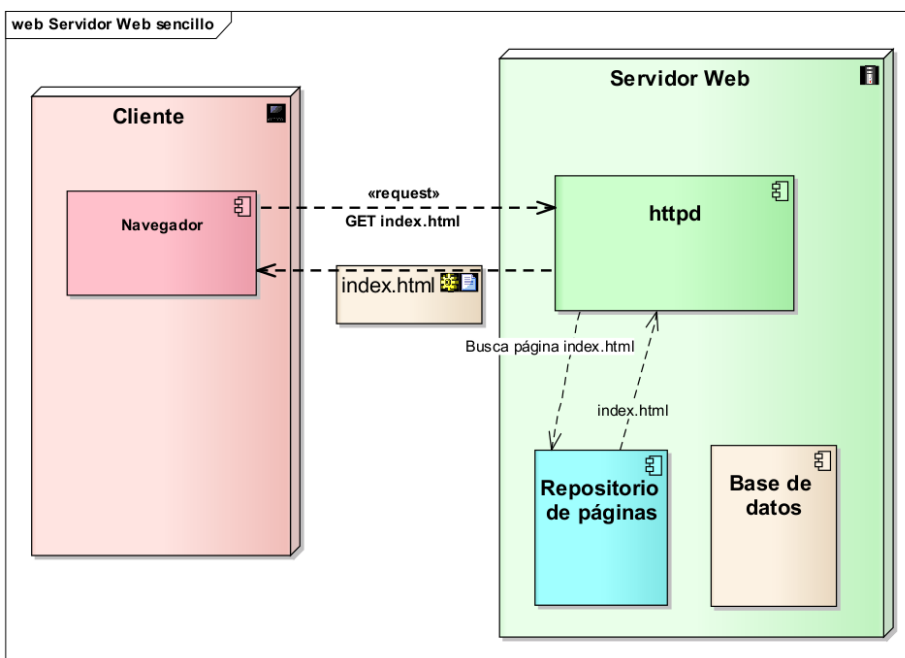 web Servidor Web sencillo
Cliente
Servidor Web
Navegador
«request»
GET index.html
httpd
index.html
Busca página index.html
index.html
Repositorio
de páginas
Base de
datos